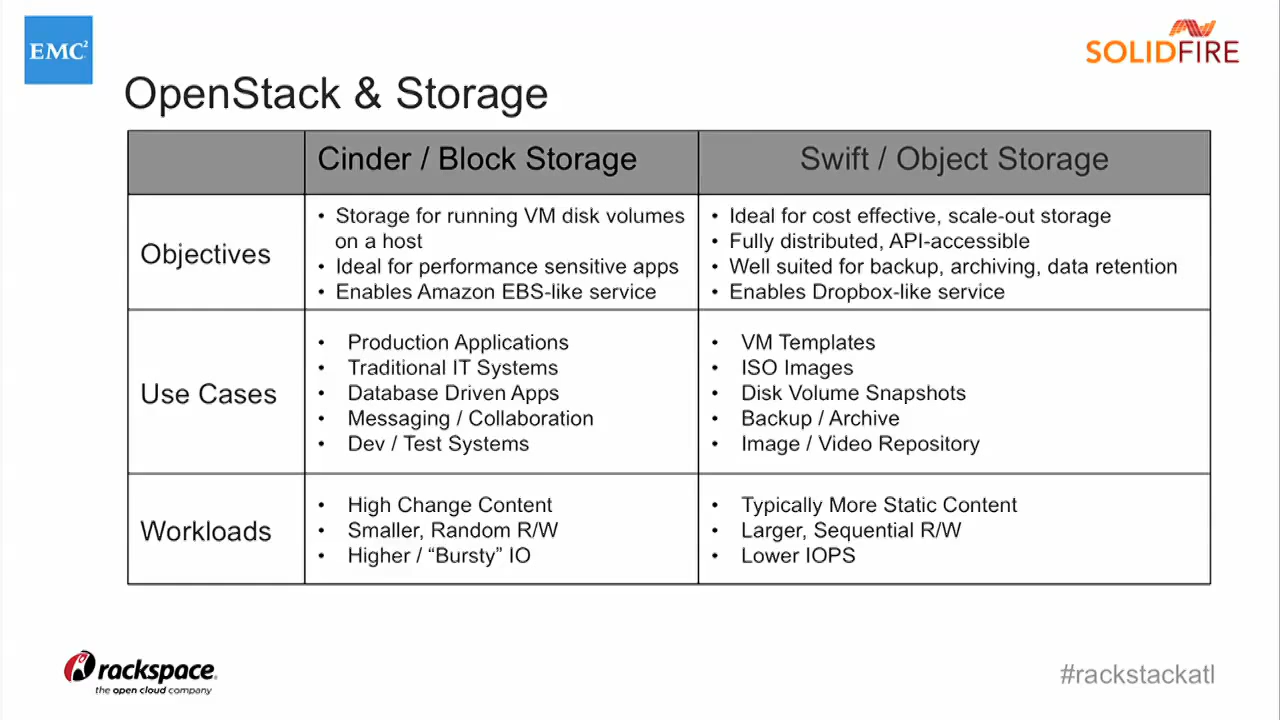 EMC²
SOLIDFIRE
OpenStack & Storage
Cinder / Block Storage
Swift / Object Storage
Objectives
• Storage for running VM disk volumes
on a host
• Ideal for performance sensitive apps
• Enables Amazon EBS-like service
• Ideal for cost effective, scale-out storage
• Fully distributed, API-accessible
• Well suited for backup, archiving, data retention
• Enables Dropbox-like service
Use Cases
• Production Applications
• Traditional IT Systems
• Database Driven Apps
• Messaging / Collaboration
• Dev / Test Systems
• VM Templates
• ISO Images
• Disk Volume Snapshots
• Backup / Archive
• Image / Video Repository
Workloads
• High Change Content
• Smaller, Random R/W
• Higher / “Bursty” IO
• Typically More Static Content
• Larger, Sequential R/W
• Lower IOPS
rackspace.
the open cloud company
#rackstackatl